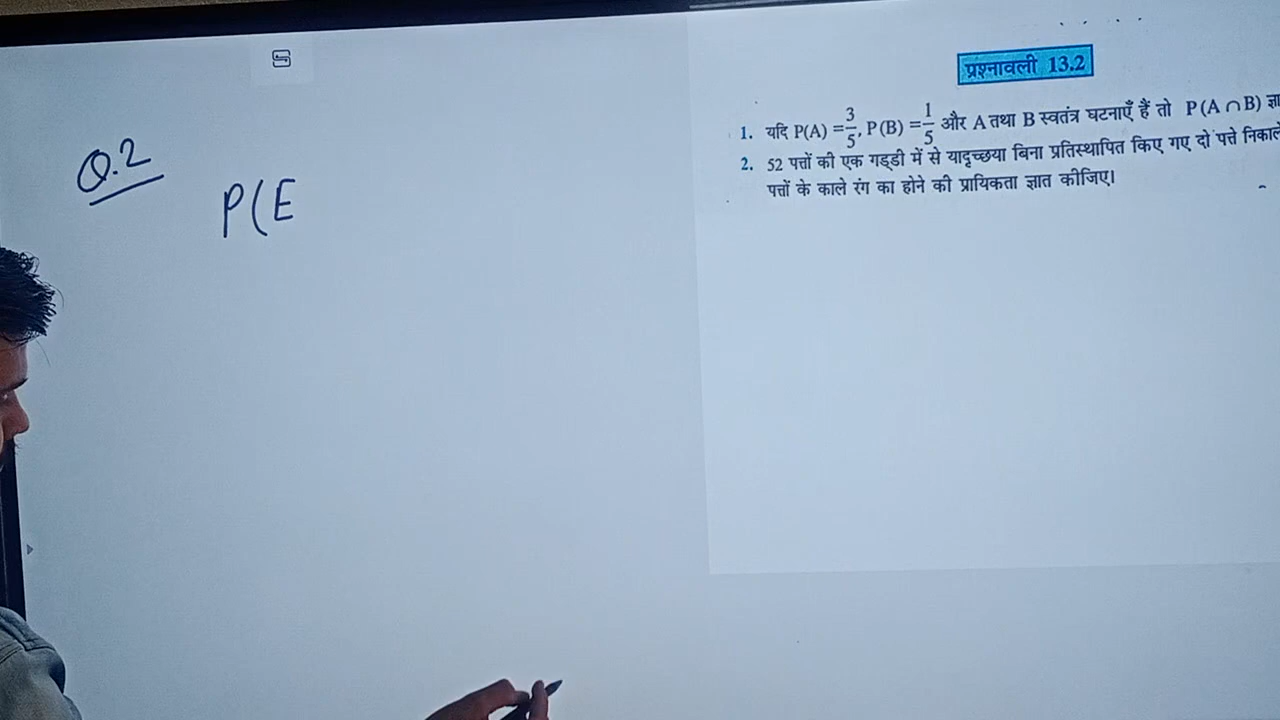 प्रश्नावली 13.2
Q.2
P(E
1. यदि P(A) = 3/5, P(B) = 1/5 और A तथा B स्वतंत्र घटनाएँ हैं तो P(A ∩ B)
2. 52 पत्तों की एक गड्डी में से यादृच्छया बिना प्रतिस्थापित किए गए दो पत्ते
पत्तों के काले रंग का होने की प्रायिकता ज्ञात कीजिए।